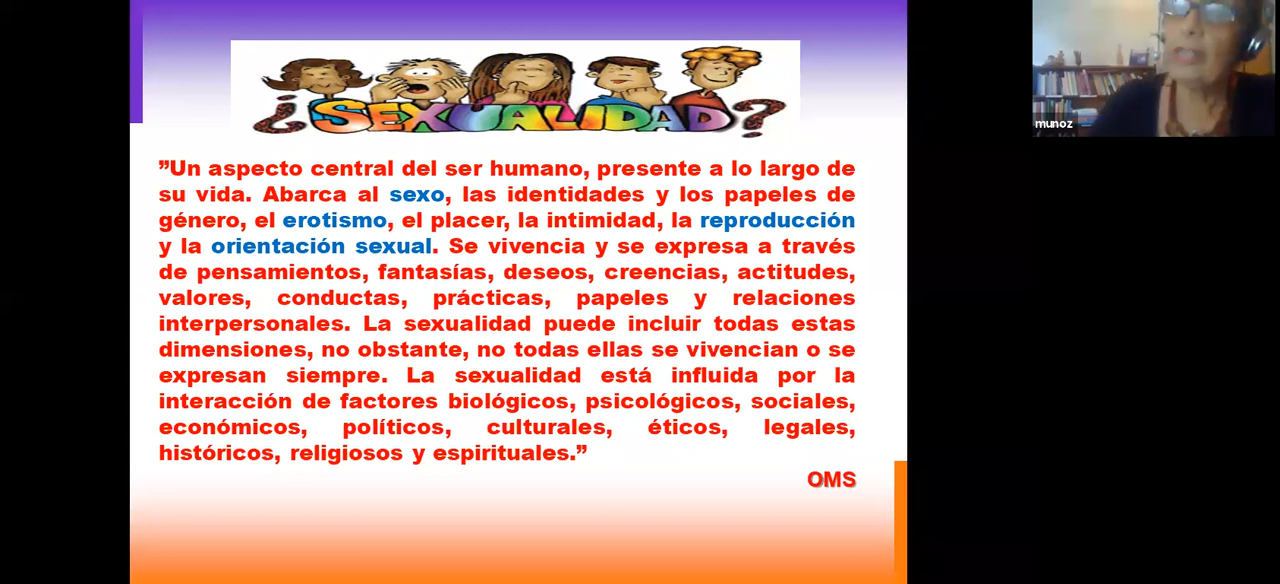 ¿SEXUALIDAD?
munoz
”Un aspecto central del ser humano, presente a lo largo de
su vida. Abarca al sexo, las identidades y los papeles de
género, el erotismo, el placer, la intimidad, la reproducción
y la orientación sexual. Se vivencia y se expresa a través
de pensamientos, fantasías, deseos, creencias, actitudes,
valores, conductas, prácticas, papeles y relaciones
interpersonales. La sexualidad puede incluir todas estas
dimensiones, no obstante, no todas ellas se vivencian o se
expresan siempre. La sexualidad está influida por la
interacción de factores biológicos, psicológicos, sociales,
económicos, políticos, culturales, éticos, legales,
históricos, religiosos y espirituales.”
OMS